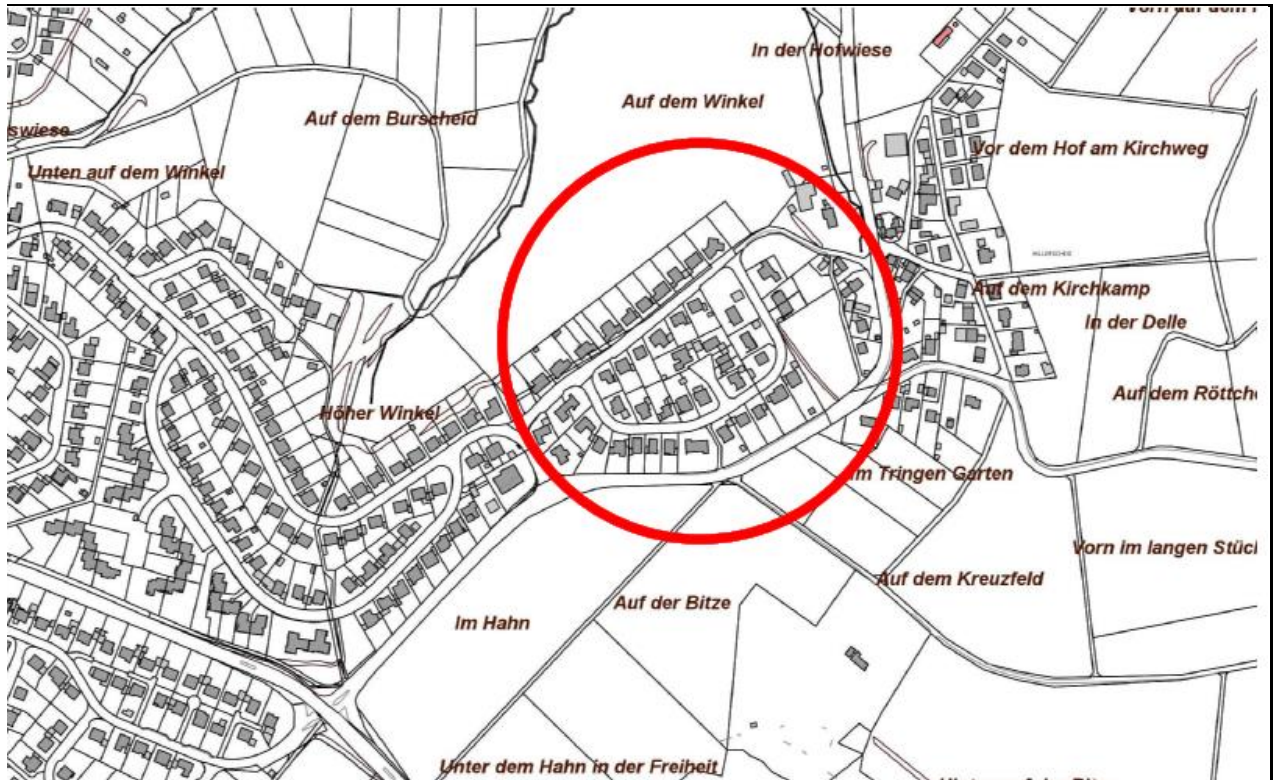 In der Hofwiese
Auf dem Winkel
Auf dem Burscheid
swiese
Vor dem Hof am Kirchweg
Unten auf dem Winkel
Auf dem Kirchkamp
In der Delle
Auf dem Röttch
Höher Winkel
Im Tringen Garten
Vorn im langen Stüc
Auf dem Kreuzfeld
Auf der Bitze
Im Hahn
Unter dem Hahn in der Freiheit